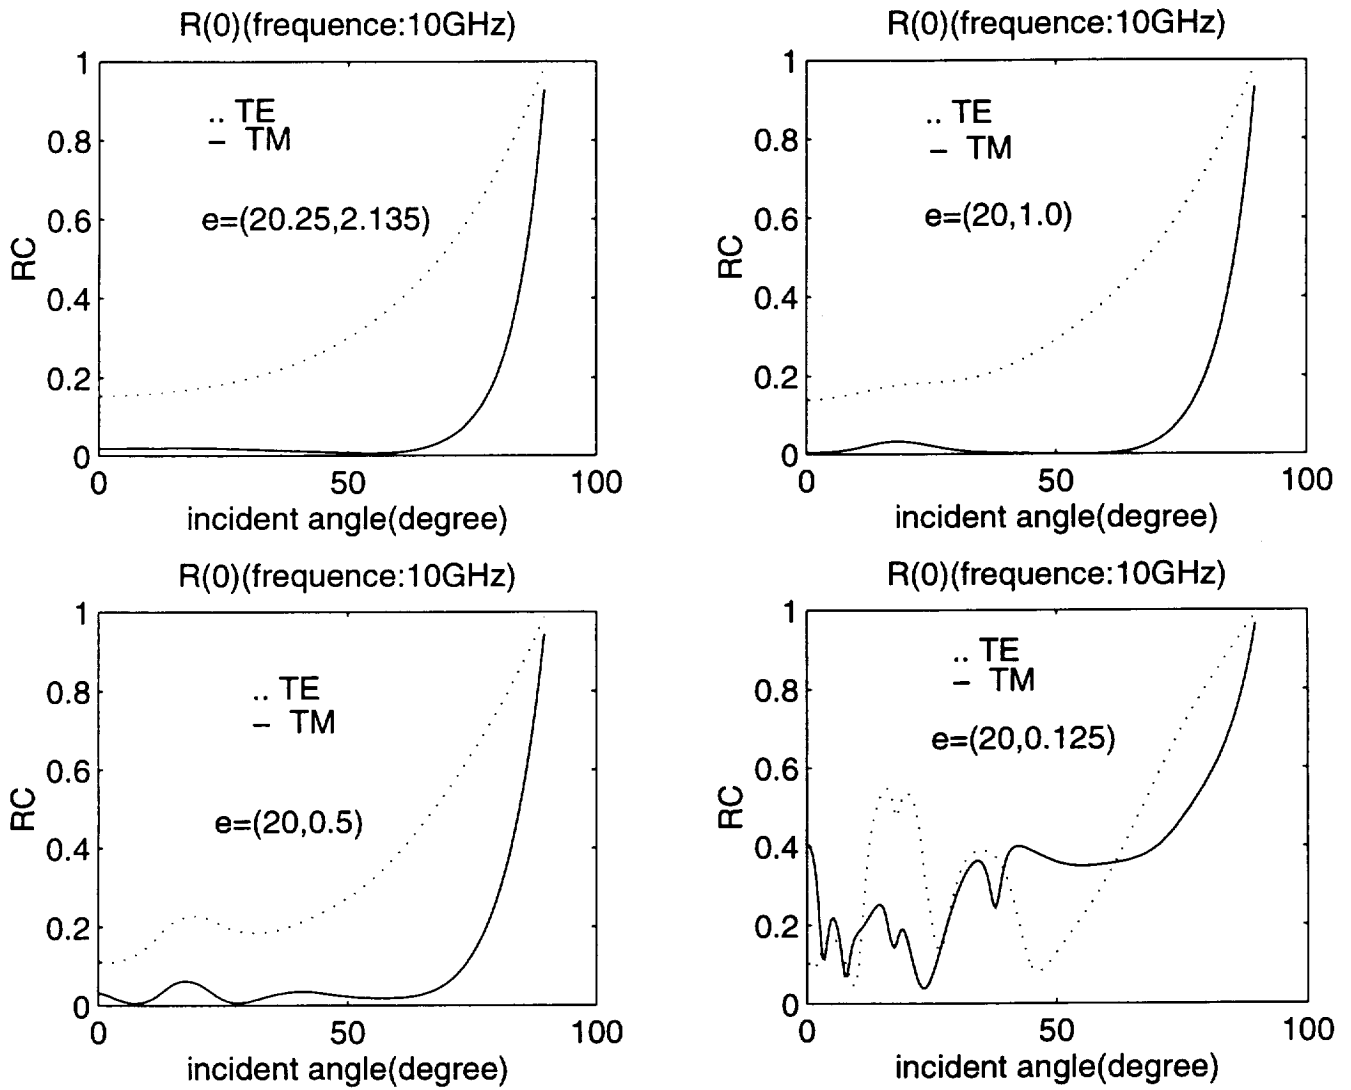 R(0)(frequence:10GHz)
1
0.8
0.6
0.4
0.2
0
RC
.. TE
– TM
e=(20.25,2.135)
0 50 100
incident angle(degree)
R(0)(frequence:10GHz)
1
0.8
0.6
0.4
0.2
0
RC
.. TE
– TM
e=(20,1.0)
0 50 100
incident angle(degree)
R(0)(frequence:10GHz)
1
0.8
0.6
0.4
0.2
0
RC
.. TE
– TM
e=(20,0.5)
0 50 100
incident angle(degree)
R(0)(frequence:10GHz)
1
0.8
0.6
0.4
0.2
0
RC
.. TE
– TM
e=(20,0.125)
0 50 100
incident angle(degree)